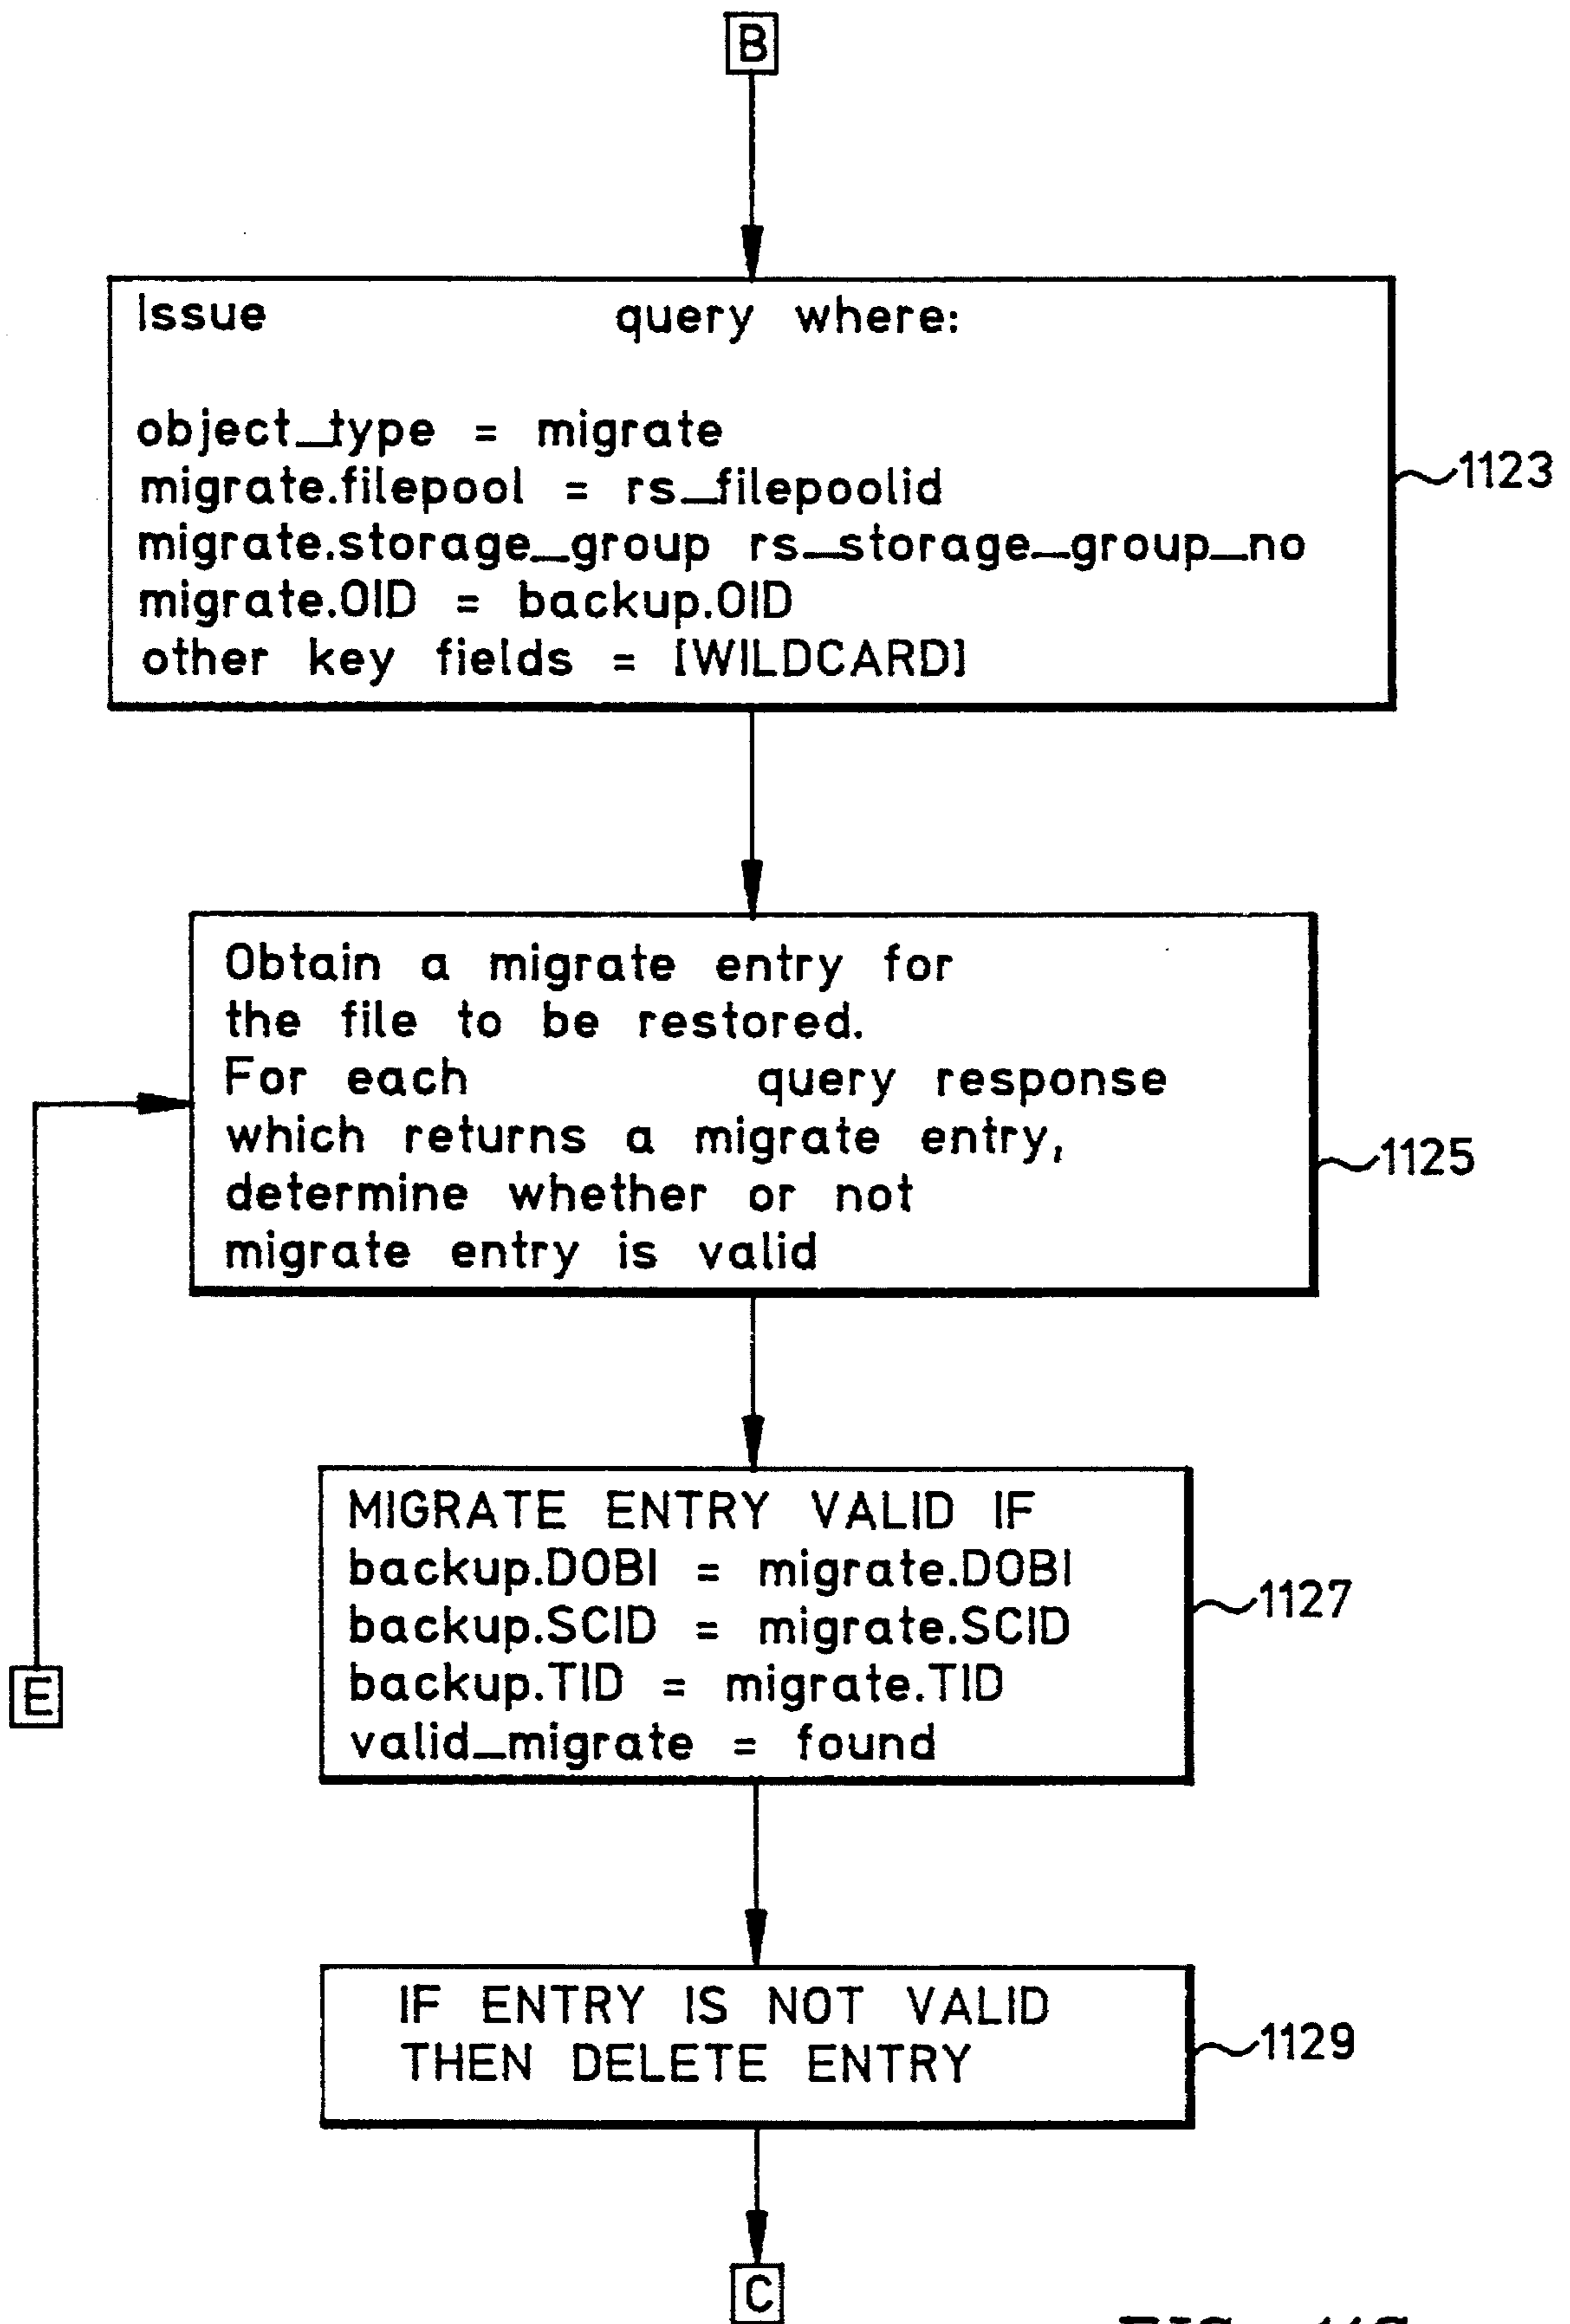 B
Issue query where:
object_type = migrate
migrate.filepool = rs_filepoolid
migrate.storage_group rs_storage_group_no
migrate.OID = backup.OID
other key fields = [WILDCARD]
1123
Obtain a migrate entry for
the file to be restored.
For each query response
which returns a migrate entry,
determine whether or not
migrate entry is valid
1125
MIGRATE ENTRY VALID IF
backup.DOBI = migrate.DOBI
backup.SCID = migrate.SCID
backup.TID = migrate.TID
valid_migrate = found
1127
E
IF ENTRY IS NOT VALID
THEN DELETE ENTRY
1129
C